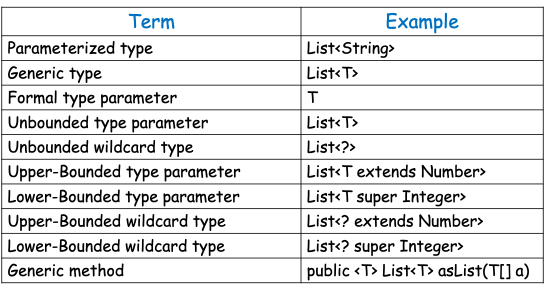 Term Example
Parameterized type List<String>
Generic type List<T>
Formal type parameter T
Unbounded type parameter List<T>
Unbounded wildcard type List<?>
Upper-Bounded type parameter List<T extends Number>
Lower-Bounded type parameter List<T super Integer>
Upper-Bounded wildcard type List<? extends Number>
Lower-Bounded wildcard type List<? super Integer>
Generic method public <T> List<T> asList(T[] a)